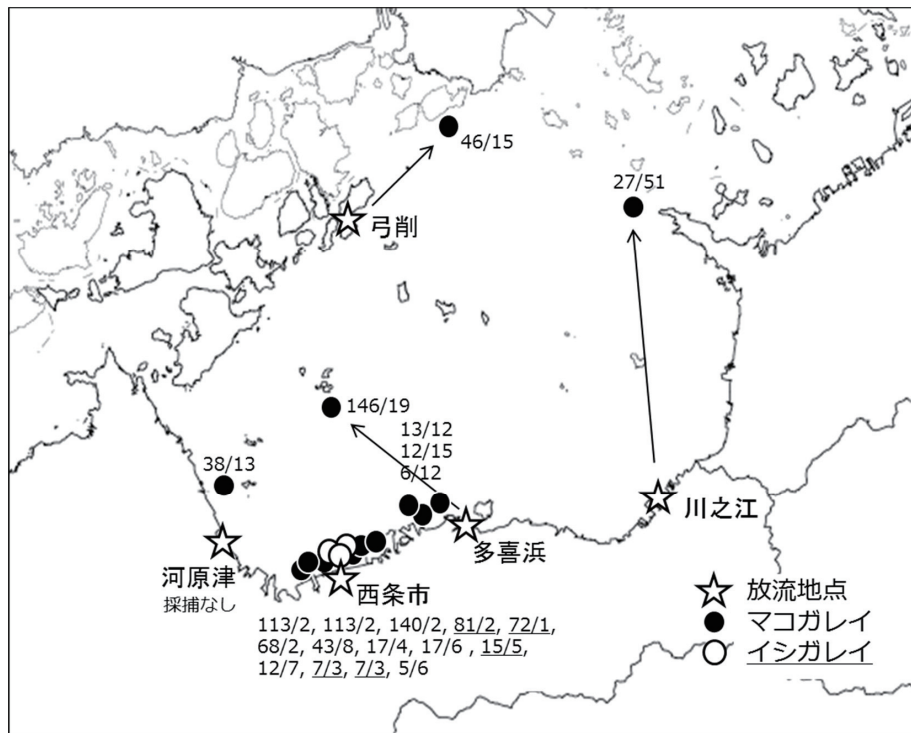 46/15
27/51
弓削
146/19
13/12
12/15
6/12
38/13
川之江
多喜浜
河原津
採捕なし
西条市
113/2, 113/2, 140/2, 81/2, 72/1,
68/2, 43/8, 17/4, 17/6 , 15/5,
12/7, 7/3, 7/3, 5/6
放流地点
マコガレイ
イシガレイ